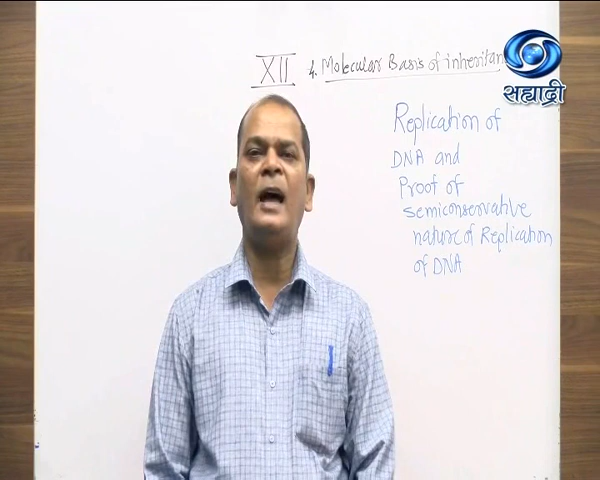 XII 4. Molecular Basis of inheritan
सह्याद्री
Replication of
DNA and
Proof of
semiconservative
nature of Replication
of DNA